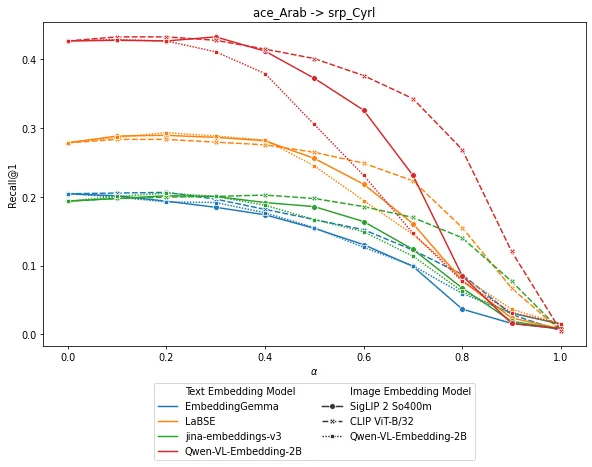 ace_Arab -> srp_Cyrl
Recall@1
0.4
0.3
0.2
0.1
0.0
0.0 0.2 0.4 0.6 0.8 1.0
α
Text Embedding Model Image Embedding Model
EmbeddingGemma SigLIP 2 So400m
LaBSE CLIP ViT-B/32
jina-embeddings-v3 Qwen-VL-Embedding-2B
Qwen-VL-Embedding-2B